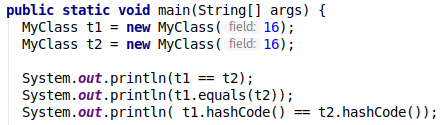 public static void main(String[] args) {
MyClass t1 = new MyClass( field: 16);
MyClass t2 = new MyClass( field: 16);
System.out.println(t1 == t2);
System.out.println(t1.equals(t2));
System.out.println( t1.hashCode() == t2.hashCode());